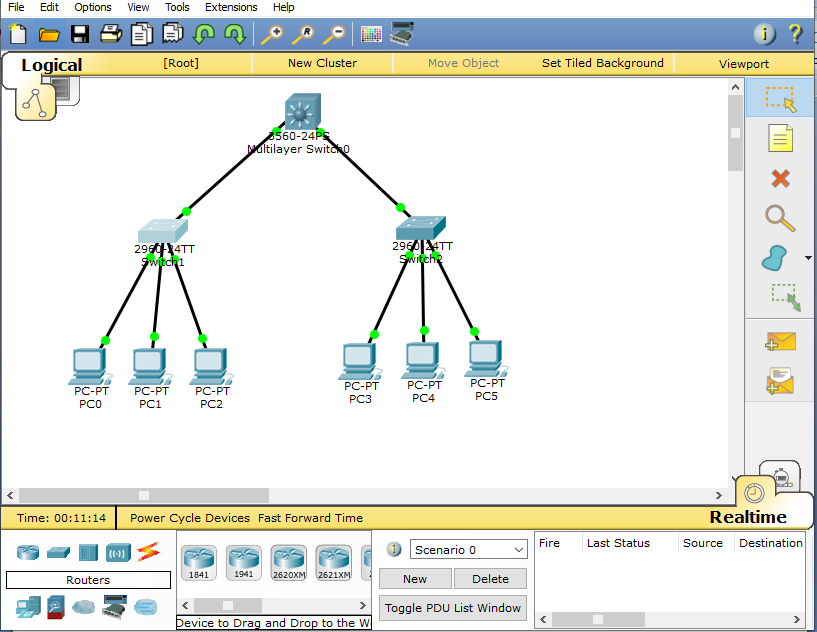 File Edit Options View Tools Extensions Help
Logical [Root] New Cluster Move Object Set Tiled Background Viewport
3560-24PS
Multilayer Switch0
2960-24TT
Switch1
2960-24TT
Switch2
PC-PT
PC0
PC-PT
PC1
PC-PT
PC2
PC-PT
PC3
PC-PT
PC4
PC-PT
PC5
Time: 00:11:14 Power Cycle Devices Fast Forward Time
Realtime
Routers
1841 1941 2620XM 2621XM
Device to Drag and Drop to the W
Scenario 0
New Delete
Toggle PDU List Window
Fire Last Status Source Destination